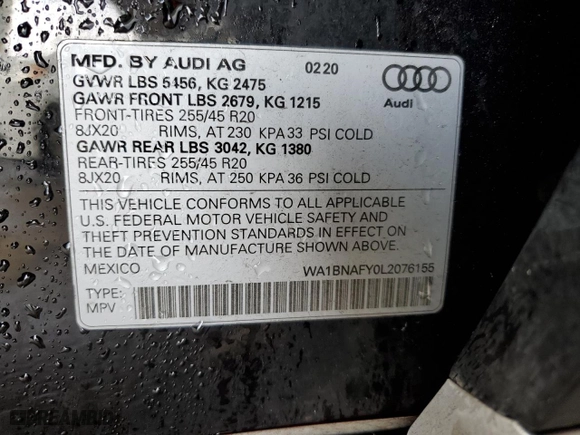 MFD. BY AUDI AG 02 20
Audi
GVWR LBS 5456, KG 2475
GAWR FRONT LBS 2679, KG 1215
FRONT-TIRES 255/45 R20
8JX20 RIMS, AT 230 KPA 33 PSI COLD
GAWR REAR LBS 3042, KG 1380
REAR-TIRES 255/45 R20
8JX20 RIMS, AT 250 KPA 36 PSI COLD
THIS VEHICLE CONFORMS TO ALL APPLICABLE
U.S. FEDERAL MOTOR VEHICLE SAFETY AND
THEFT PREVENTION STANDARDS IN EFFECT ON
THE DATE OF MANUFACTURE SHOWN ABOVE.
MEXICO WA1BNAFY0L2076155
TYPE:
MPV